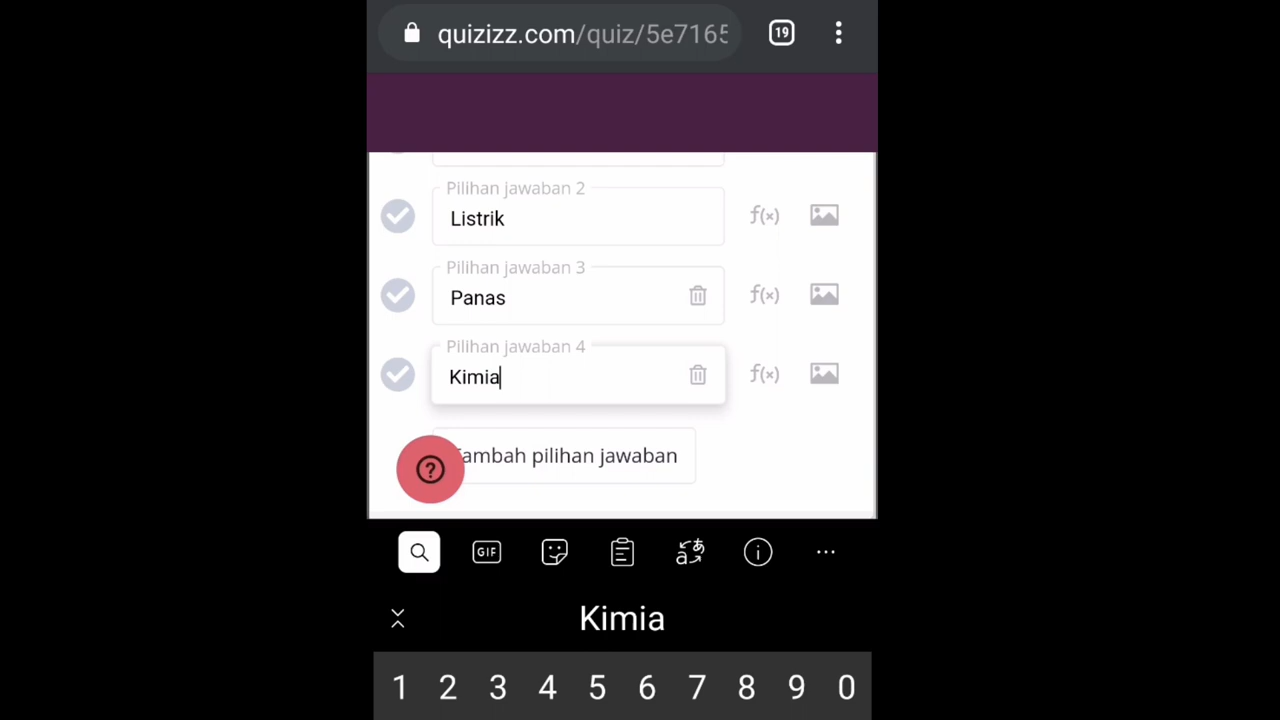 quizizz.com/quiz/5e7165
19
Pilihan jawaban 2
Listrik
f(x)
Pilihan jawaban 3
Panas
f(x)
Pilihan jawaban 4
Kimia
f(x)
ambah pilihan jawaban
GIF
Kimia
1 2 3 4 5 6 7 8 9 0